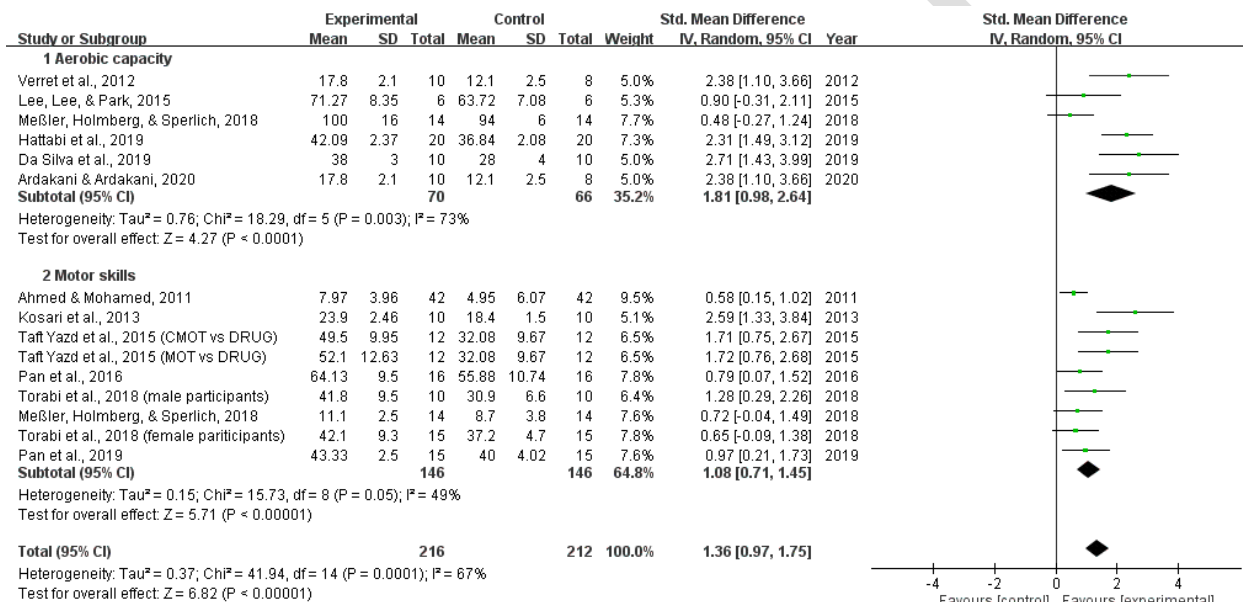 Experimental Control Std. Mean Difference Std. Mean Difference
Study or Subgroup Mean SD Total Mean SD Total Weight IV, Random, 95% CI Year IV, Random, 95% CI
1 Aerobic capacity
Verret et al., 2012 17.8 2.1 10 12.1 2.5 8 5.0% 2.38 [1.10, 3.66] 2012
Lee, Lee, & Park, 2015 71.27 8.35 6 63.72 7.08 6 5.3% 0.90 [-0.31, 2.11] 2015
Meßler, Holmberg, & Sperlich, 2018 100 16 14 94 6 14 7.7% 0.48 [-0.27, 1.24] 2018
Hattabi et al., 2019 42.09 2.37 20 36.84 2.08 20 7.3% 2.31 [1.49, 3.12] 2019
Da Silva et al., 2019 38 3 10 28 4 10 5.0% 2.71 [1.43, 3.99] 2019
Ardakani & Ardakani, 2020 17.8 2.1 10 12.1 2.5 8 5.0% 2.38 [1.10, 3.66] 2020
Subtotal (95% CI) 70 66 35.2% 1.81 [0.98, 2.64]
Heterogeneity: Tau² = 0.76; Chi² = 18.29, df = 5 (P = 0.003); I² = 73%
Test for overall effect: Z = 4.27 (P < 0.0001)
2 Motor skills
Ahmed & Mohamed, 2011 7.97 3.96 42 4.95 6.07 42 9.5% 0.58 [0.15, 1.02] 2011
Kosari et al., 2013 23.9 2.46 10 18.4 1.5 10 5.1% 2.59 [1.33, 3.84] 2013
Taft Yazd et al., 2015 (CMOT vs DRUG) 49.5 9.95 12 32.08 9.67 12 6.5% 1.71 [0.75, 2.67] 2015
Taft Yazd et al., 2015 (MOT vs DRUG) 52.1 12.63 12 32.08 9.67 12 6.5% 1.72 [0.76, 2.68] 2015
Pan et al., 2016 64.13 9.5 16 55.88 10.74 16 7.8% 0.79 [0.07, 1.52] 2016
Torabi et al., 2018 (male participants) 41.8 9.5 10 30.9 6.6 10 6.4% 1.28 [0.29, 2.26] 2018
Meßler, Holmberg, & Sperlich, 2018 11.1 2.5 14 8.7 3.8 14 7.6% 0.72 [-0.04, 1.49] 2018
Torabi et al., 2018 (female pariticipants) 42.1 9.3 15 37.2 4.7 15 7.8% 0.65 [-0.09, 1.38] 2018
Pan et al., 2019 43.33 2.5 15 40 4.02 15 7.6% 0.97 [0.21, 1.73] 2019
Subtotal (95% CI) 146 146 64.8% 1.08 [0.71, 1.45]
Heterogeneity: Tau² = 0.15; Chi² = 15.73, df = 8 (P = 0.05); I² = 49%
Test for overall effect: Z = 5.71 (P < 0.00001)
Total (95% CI) 216 212 100.0% 1.36 [0.97, 1.75]
Heterogeneity: Tau² = 0.37; Chi² = 41.94, df = 14 (P = 0.0001); I² = 67%
Test for overall effect: Z = 6.82 (P < 0.00001)
-4 -2 0 2 4
Favours [control] Favours [experimental]